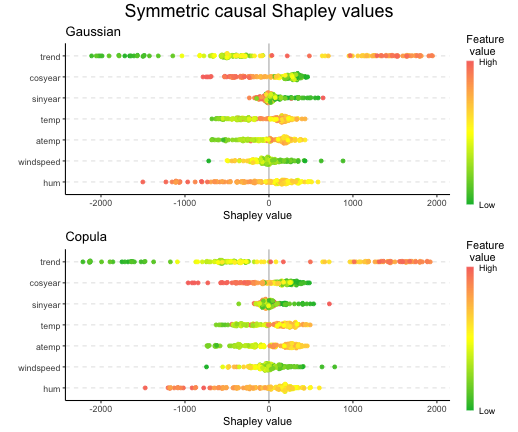 Symmetric causal Shapley values
Gaussian
trend
cosyear
sinyear
temp
atemp
windspeed
hum
-2000 -1000 0 1000 2000
Shapley value
Feature
value
High
Low
Copula
trend
cosyear
sinyear
temp
atemp
windspeed
hum
-2000 -1000 0 1000 2000
Shapley value
Feature
value
High
Low